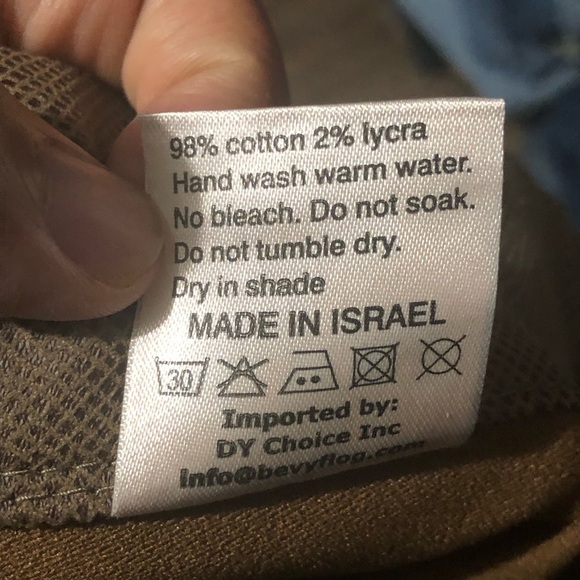 98% cotton 2% lycra
Hand wash warm water.
No bleach. Do not soak.
Do not tumble dry.
Dry in shade
MADE IN ISRAEL
30
Imported by:
DY Choice Inc
info@bevyflog.com